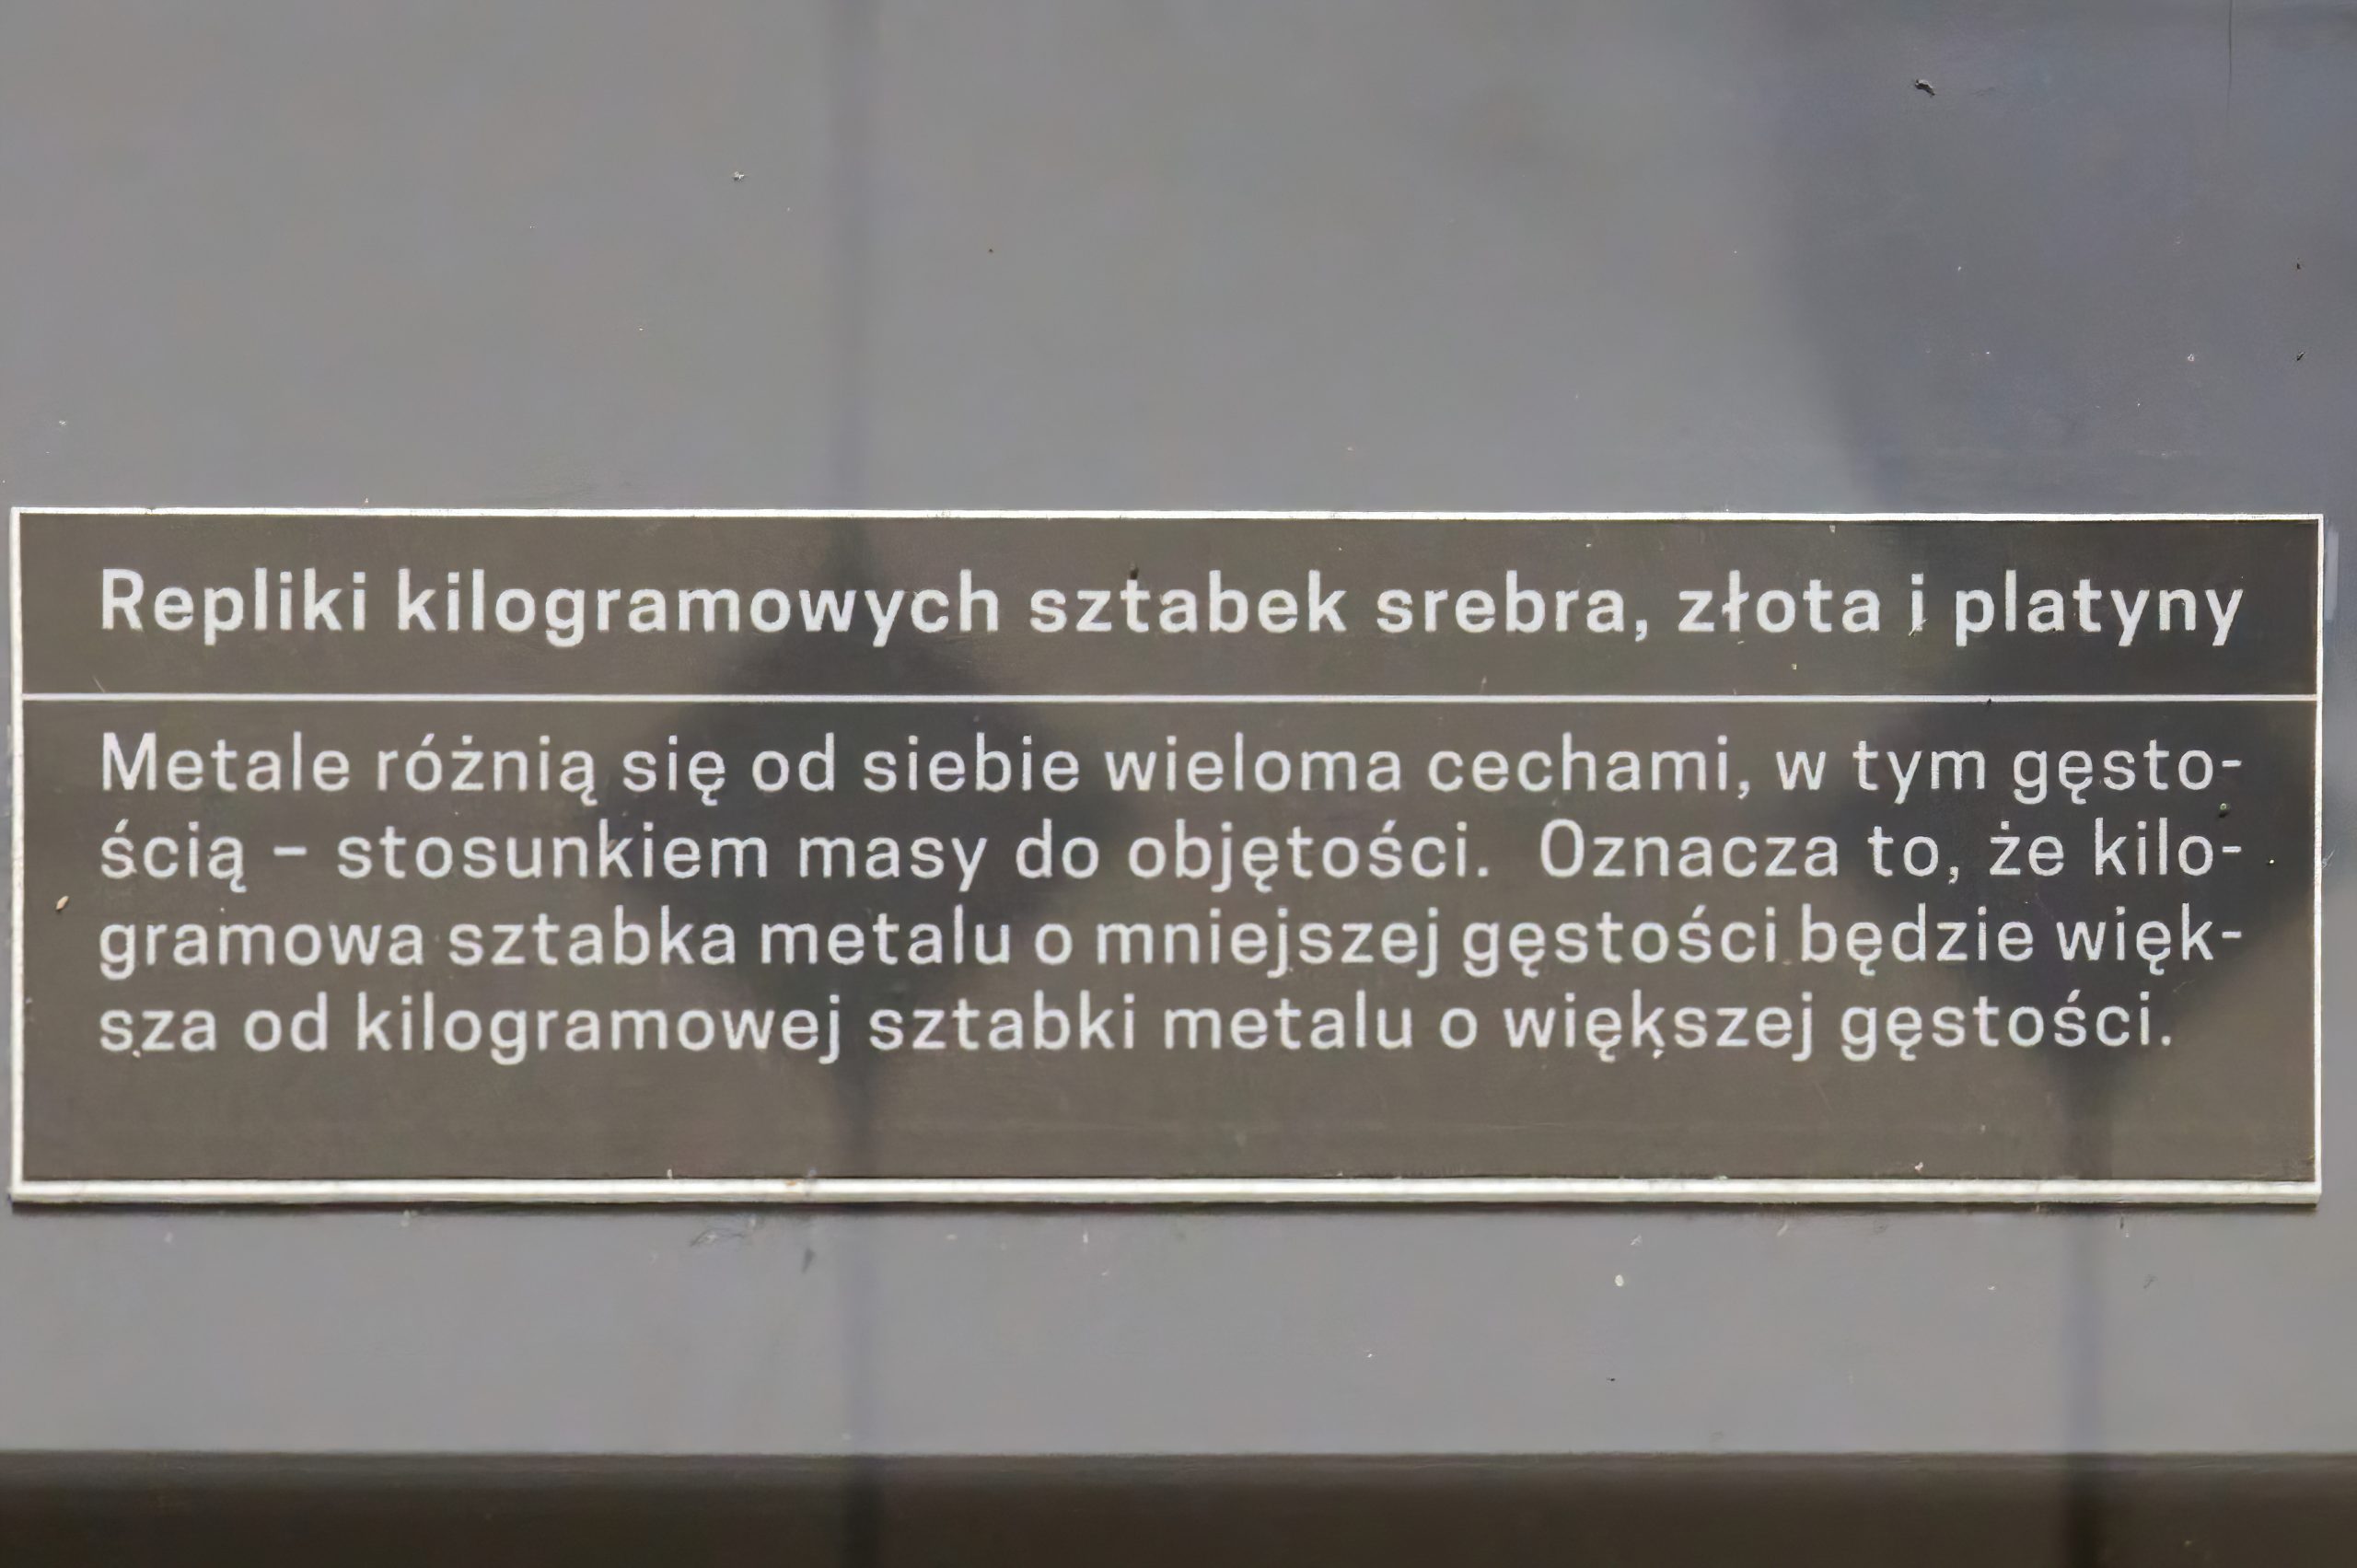 Repliki kilogramowych sztabek srebra, złota i platyny
Metale różnią się od siebie wieloma cechami, w tym gęsto-
ścią – stosunkiem masy do objętości. Oznacza to, że kilo-
gramowa sztabka metalu o mniejszej gęstości będzie więk-
sza od kilogramowej sztabki metalu o większej gęstości.